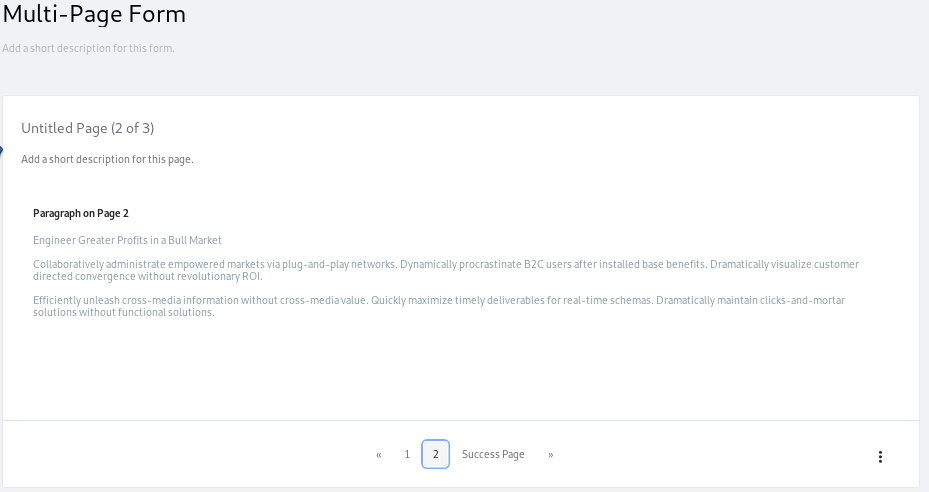 Multi-Page Form
Add a short description for this form.
Untitled Page (2 of 3)
Add a short description for this page.
Paragraph on Page 2
Engineer Greater Profits in a Bull Market
Collaboratively administrate empowered markets via plug-and-play networks. Dynamically procrastinate B2C users after installed base benefits. Dramatically visualize customer
directed convergence without revolutionary ROI.
Efficiently unleash cross-media information without cross-media value. Quickly maximize timely deliverables for real-time schemas. Dramatically maintain clicks-and-mortar
solutions without functional solutions.
« 1 2 Success Page »